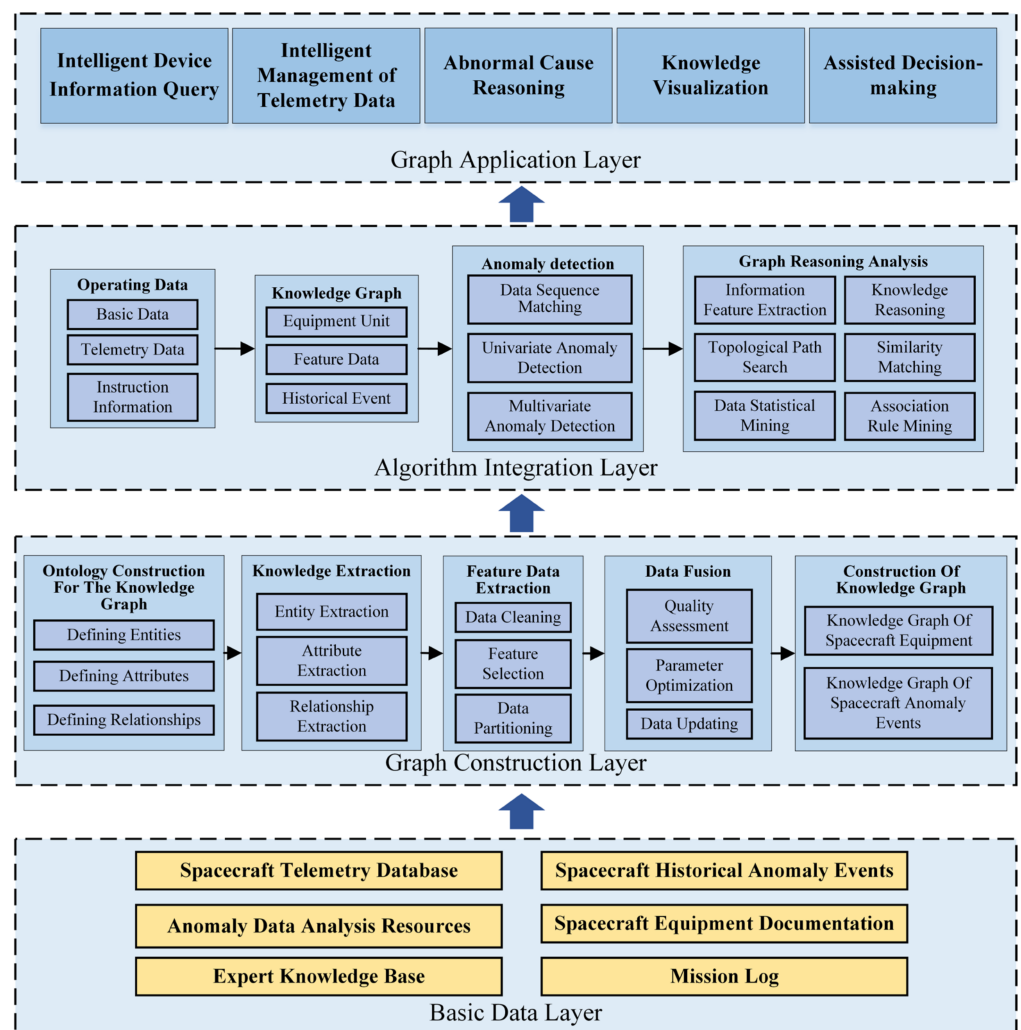 Intelligent Device
Information Query
Intelligent
Management of
Telemetry Data
Abnormal Cause
Reasoning
Knowledge
Visualization
Assisted Decision-
making
Graph Application Layer
Operating Data
Basic Data
Telemetry Data
Instruction
Information
Knowledge Graph
Equipment Unit
Feature Data
Historical Event
Anomaly detection
Data Sequence
Matching
Univariate Anomaly
Detection
Multivariate
Anomaly Detection
Graph Reasoning Analysis
Information
Feature Extraction
Knowledge
Reasoning
Topological Path
Search
Similarity
Matching
Data Statistical
Mining
Association
Rule Mining
Algorithm Integration Layer
Ontology Construction
For The Knowledge
Graph
Defining Entities
Defining Attributes
Defining Relationships
Knowledge Extraction
Entity Extraction
Attribute
Extraction
Relationship
Extraction
Feature Data
Extraction
Data Cleaning
Feature
Selection
Data
Partitioning
Data Fusion
Quality
Assessment
Parameter
Optimization
Data Updating
Construction Of
Knowledge Graph
Knowledge Graph Of
Spacecraft Equipment
Knowledge Graph Of
Spacecraft Anomaly
Events
Graph Construction Layer
Spacecraft Telemetry Database
Spacecraft Historical Anomaly Events
Anomaly Data Analysis Resources
Spacecraft Equipment Documentation
Expert Knowledge Base
Mission Log
Basic Data Layer